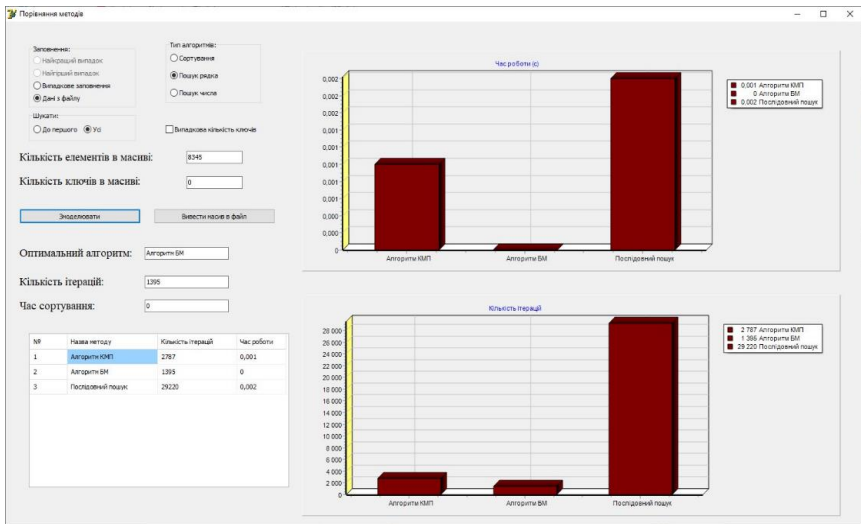 Порівняння методів
Заповнення:
Найкращий випадок
Найгірший випадок
Випадкове заповнення
Дані з файлу
Тип алгоритмів:
Сортування
Пошук рядка
Пошук числа
Шукати:
До першого Усі
Випадкова кількість ключів
Кількість елементів в масиві: 8345
Кількість ключів в масиві: 0
Змоделювати Вивести масив в файл
Оптимальний алгоритм: Алгоритм БМ
Кількість ітерацій: 1395
Час сортування: 0
№ Назва методу Кількість ітерацій Час роботи
1 Алгоритм КМП 2787 0,001
2 Алгоритм БМ 1395 0
3 Послідовний пошук 29220 0,002
Час роботи (с)
0,002
0,002
0,002
0,001
0,001
0,001
0,001
0,001
0,000
0,000
0
Алгоритм КМП Алгоритм БМ Послідовний пошук
0,001 Алгоритм КМП
0 Алгоритм БМ
0,002 Послідовний пошук
Кількість ітерацій
28 000
26 000
24 000
22 000
20 000
18 000
16 000
14 000
12 000
10 000
8 000
6 000
4 000
2 000
0
Алгоритм КМП Алгоритм БМ Послідовний пошук
2 787 Алгоритм КМП
1 395 Алгоритм БМ
29 220 Послідовний пошук